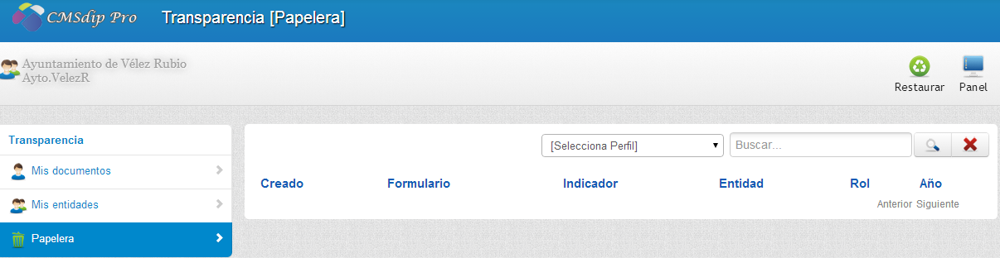 CMSdip Pro Transparencia [Papelera]
Ayuntamiento de Vélez Rubio
Ayto.VelezR
Restaurar Panel
Transparencia
Mis documentos
Mis entidades
Papelera
[Selecciona Perfil] Buscar...
Creado Formulario Indicador Entidad Rol Año
Anterior Siguiente